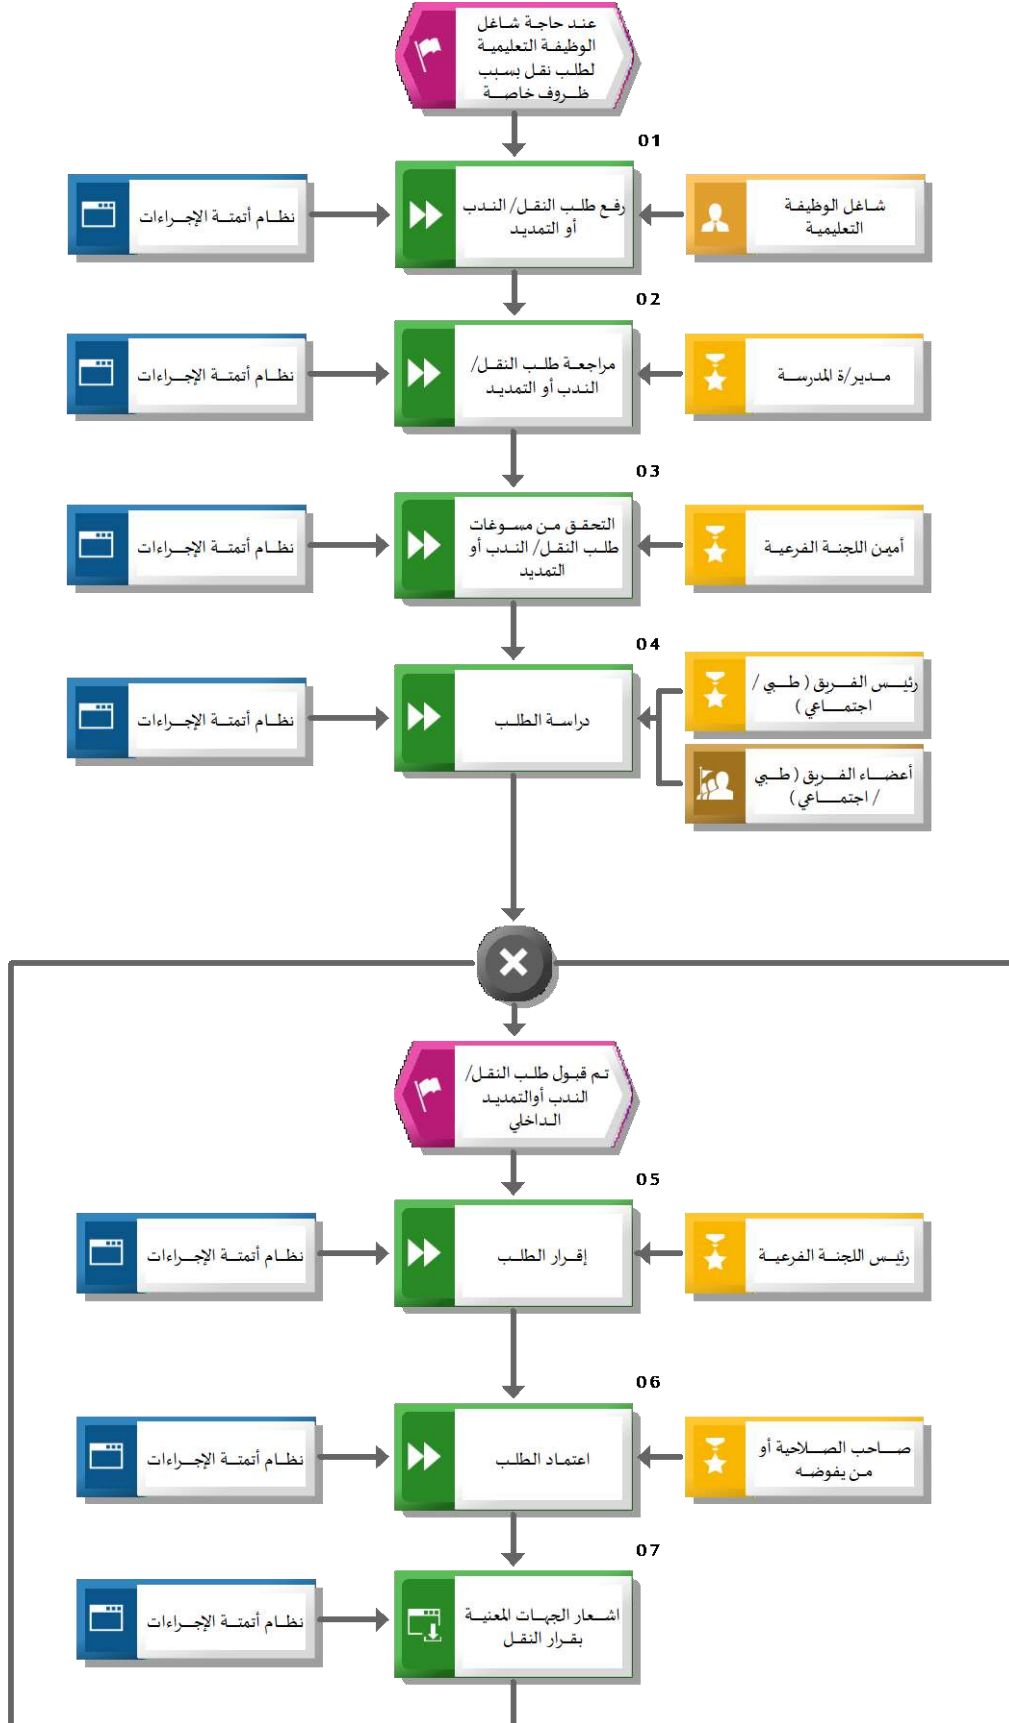 عند حاجة شاغل
الوظيفة التعليمية
لطلب نقل بسبب
ظروف خاصة
01
شاغل الوظيفة
التعليمية
رفع طلب النقل/ الندب
أو التمديد
نظام أتمتة الإجراءات
02
مدير/ة المدرسة
مراجعة طلب النقل/
الندب أو التمديد
نظام أتمتة الإجراءات
03
أمين اللجنة الفرعية
التحقق من مسوغات
طلب النقل/ الندب أو
التمديد
نظام أتمتة الإجراءات
04
رئيس الفريق ( طبي /
اجتماعي )
أعضاء الفريق ( طبي
/ اجتماعي )
دراسة الطلب
نظام أتمتة الإجراءات
تم قبول طلب النقل/
الندب أوالتمديد
الداخلي
05
رئيس اللجنة الفرعية
إقرار الطلب
نظام أتمتة الإجراءات
06
صاحب الصلاحية أو
من يفوضه
اعتماد الطلب
نظام أتمتة الإجراءات
07
اشعار الجهات المعنية
بقرار النقل
نظام أتمتة الإجراءات